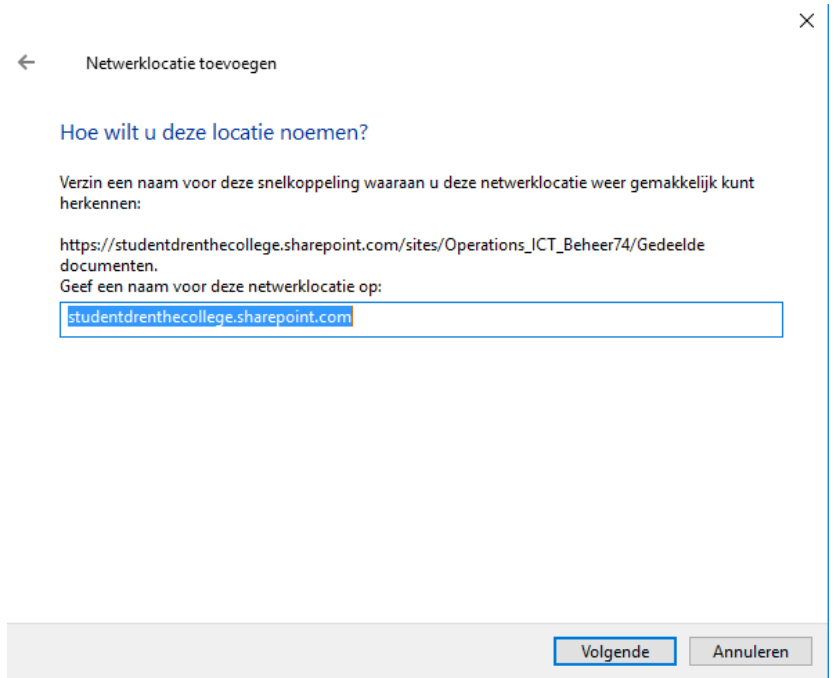 Netwerklocatie toevoegen
Hoe wilt u deze locatie noemen?
Verzin een naam voor deze snelkoppeling waaraan u deze netwerklocatie weer gemakkelijk kunt
herkennen:
https://studentdrenthecollege.sharepoint.com/sites/Operations_ICT_Beheer74/Gedeelde
documenten.
Geef een naam voor deze netwerklocatie op:
studentdrenthecollege.sharepoint.com
Volgende Annuleren